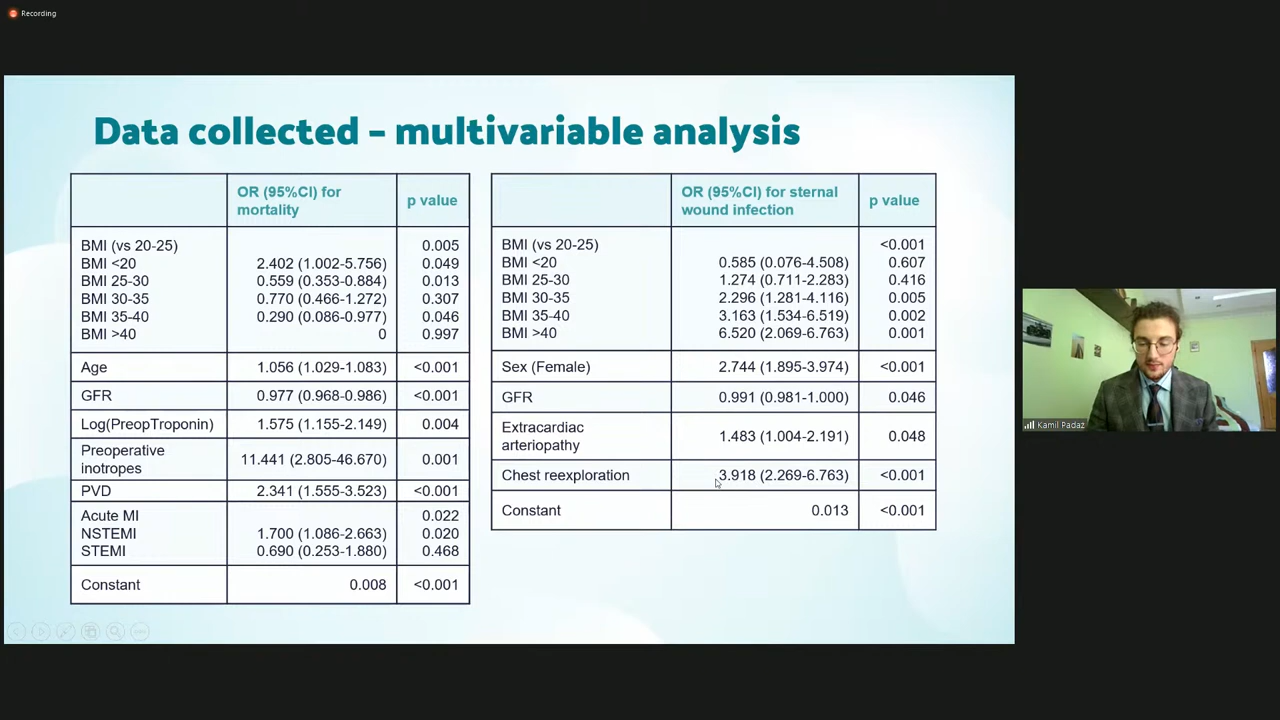 Recording
Data collected – multivariable analysis
OR (95%CI) for mortality p value
BMI (vs 20-25) 0.005
BMI <20 2.402 (1.002-5.756) 0.049
BMI 25-30 0.559 (0.353-0.884) 0.013
BMI 30-35 0.770 (0.466-1.272) 0.307
BMI 35-40 0.290 (0.086-0.977) 0.046
BMI >40 0 0.997
Age 1.056 (1.029-1.083) <0.001
GFR 0.977 (0.968-0.986) <0.001
Log(PreopTroponin) 1.575 (1.155-2.149) 0.004
Preoperative inotropes 11.441 (2.805-46.670) 0.001
PVD 2.341 (1.555-3.523) <0.001
Acute MI 0.022
NSTEMI 1.700 (1.086-2.663) 0.020
STEMI 0.690 (0.253-1.880) 0.468
Constant 0.008 <0.001
OR (95%CI) for sternal wound infection p value
BMI (vs 20-25) <0.001
BMI <20 0.585 (0.076-4.508) 0.607
BMI 25-30 1.274 (0.711-2.283) 0.416
BMI 30-35 2.296 (1.281-4.116) 0.005
BMI 35-40 3.163 (1.534-6.519) 0.002
BMI >40 6.520 (2.069-6.763) 0.001
Sex (Female) 2.744 (1.895-3.974) <0.001
GFR 0.991 (0.981-1.000) 0.046
Extracardiac arteriopathy 1.483 (1.004-2.191) 0.048
Chest reexploration 3.918 (2.269-6.763) <0.001
Constant 0.013 <0.001
Kamil Padaz